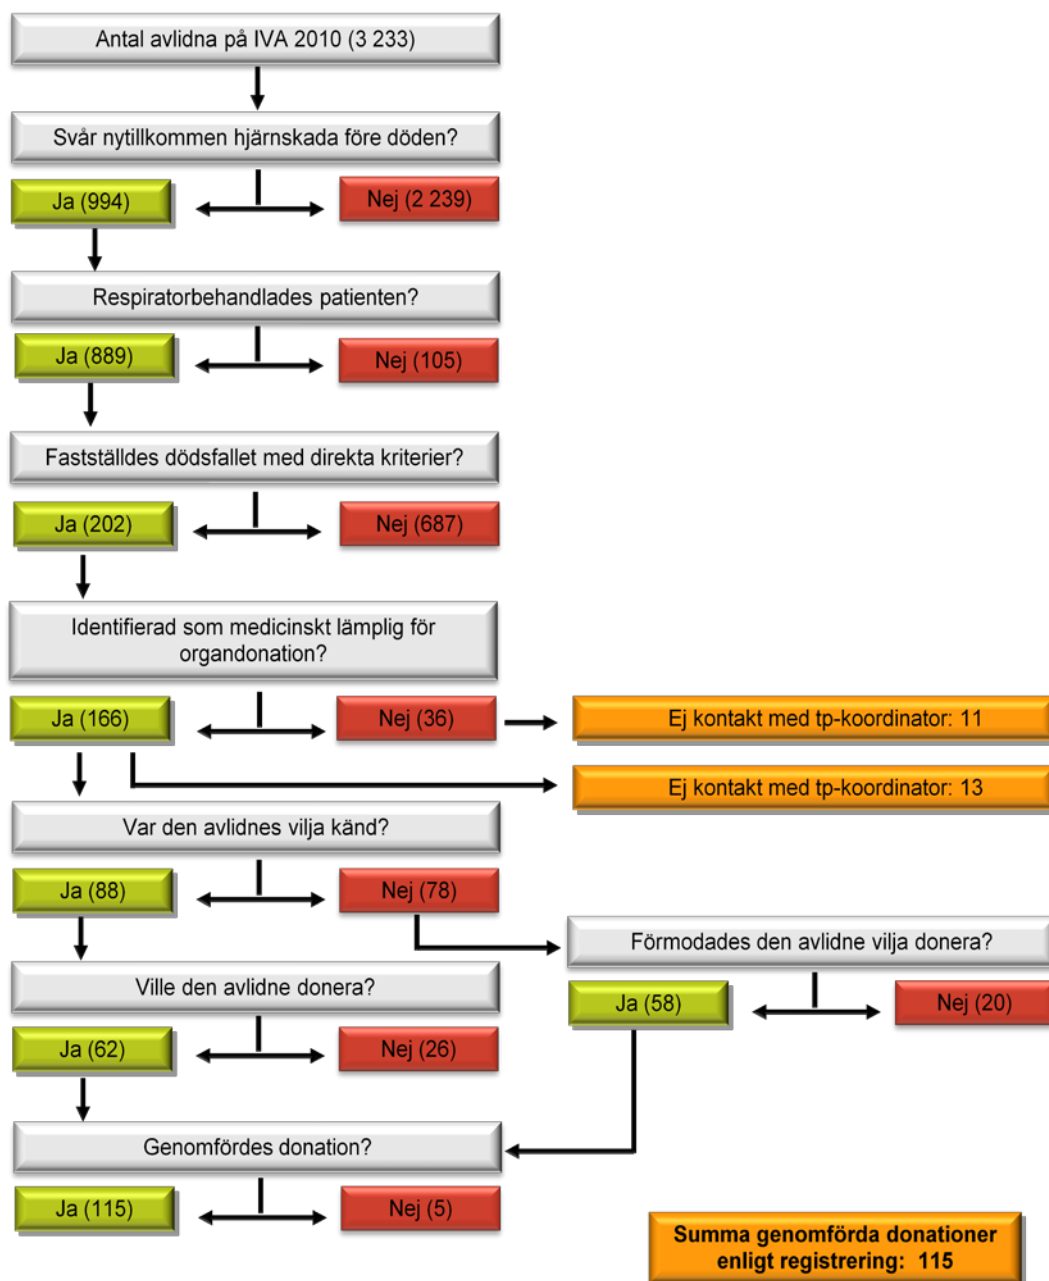 Antal avlidna på IVA 2010 (3 233)
Svår nytillkommen hjärnskada före döden?
Ja (994)
Nej (2 239)
Respiratorbehandlades patienten?
Ja (889)
Nej (105)
Fastställdes dödsfallet med direkta kriterier?
Ja (202)
Nej (687)
Identifierad som medicinskt lämplig för
organdonation?
Ja (166)
Nej (36)
Ej kontakt med tp-koordinator: 11
Ej kontakt med tp-koordinator: 13
Var den avlidnes vilja känd?
Ja (88)
Nej (78)
Förmodades den avlidne vilja donera?
Ja (58)
Nej (20)
Ville den avlidne donera?
Ja (62)
Nej (26)
Genomfördes donation?
Ja (115)
Nej (5)
Summa genomförda donationer
enligt registrering: 115